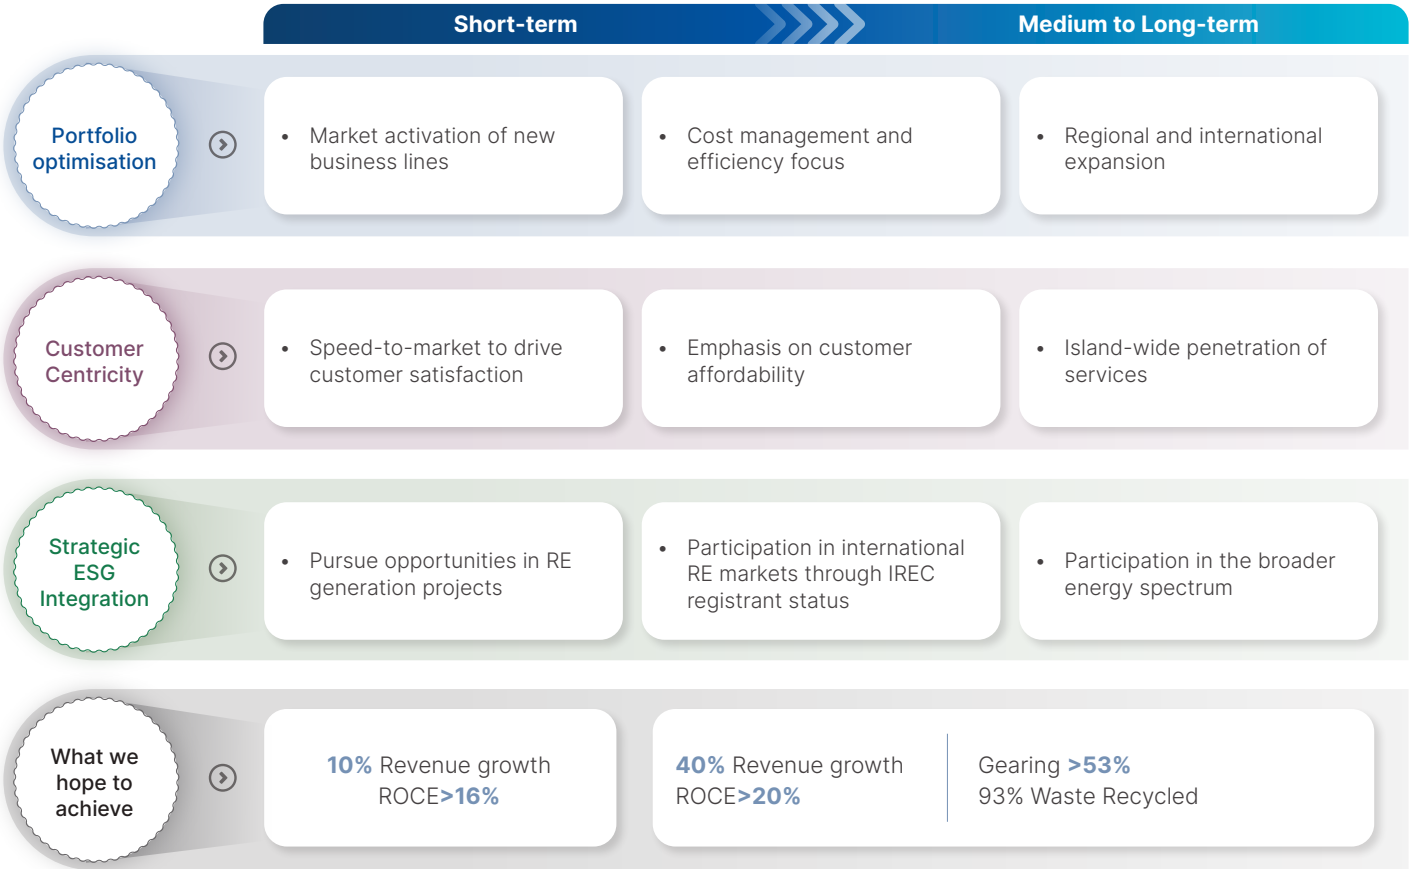 Short-term
Medium to Long-term
Portfolio
optimisation
• Market activation of new
business lines
• Cost management and
efficiency focus
• Regional and international
expansion
Customer
Centricity
• Speed-to-market to drive
customer satisfaction
• Emphasis on customer
affordability
• Island-wide penetration of
services
Strategic
ESG
Integration
• Pursue opportunities in RE
generation projects
• Participation in international
RE markets through IREC
registrant status
• Participation in the broader
energy spectrum
What we
hope to
achieve
10% Revenue growth
ROCE>16%
40% Revenue growth
ROCE>20%
Gearing >53%
93% Waste Recycled